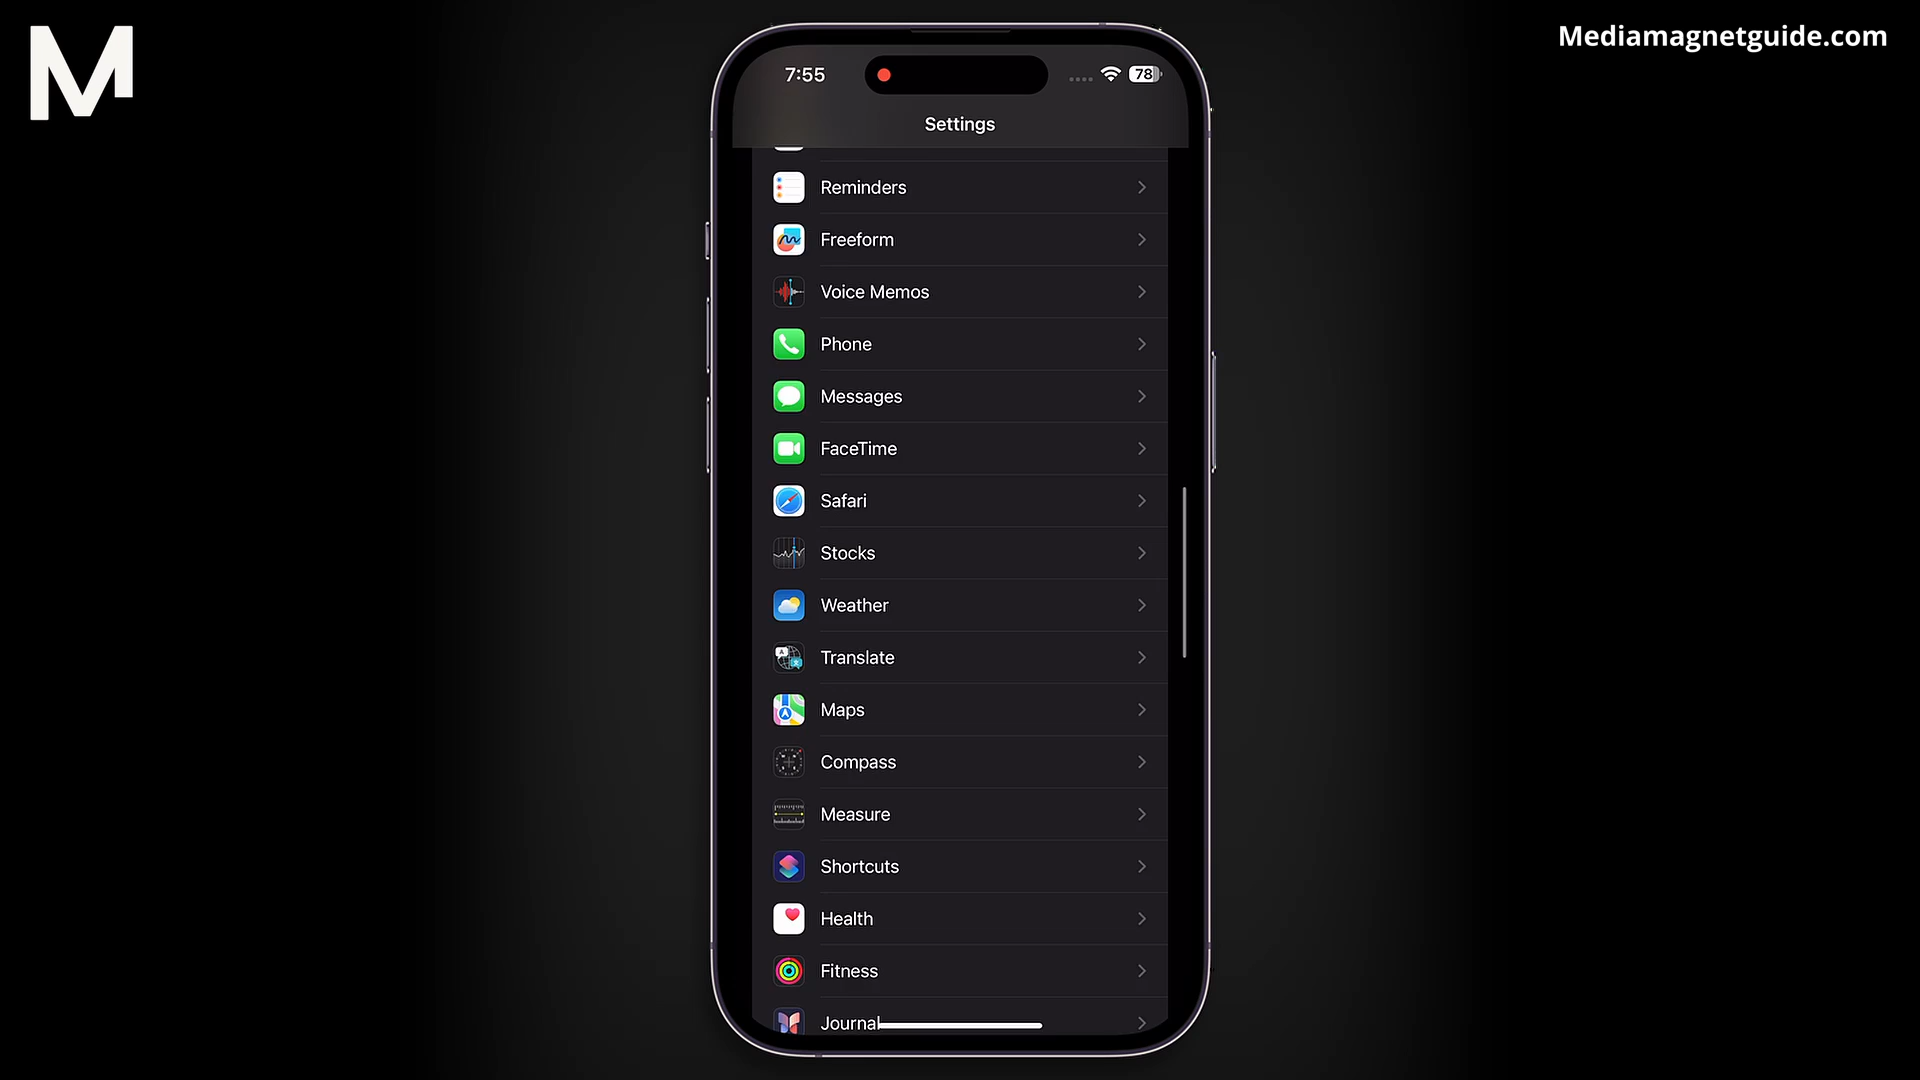 M
Mediamagnetguide.com
7:55
78
Settings
Reminders
Freeform
Voice Memos
Phone
Messages
FaceTime
Safari
Stocks
Weather
Translate
Maps
Compass
Measure
Shortcuts
Health
Fitness
Journal